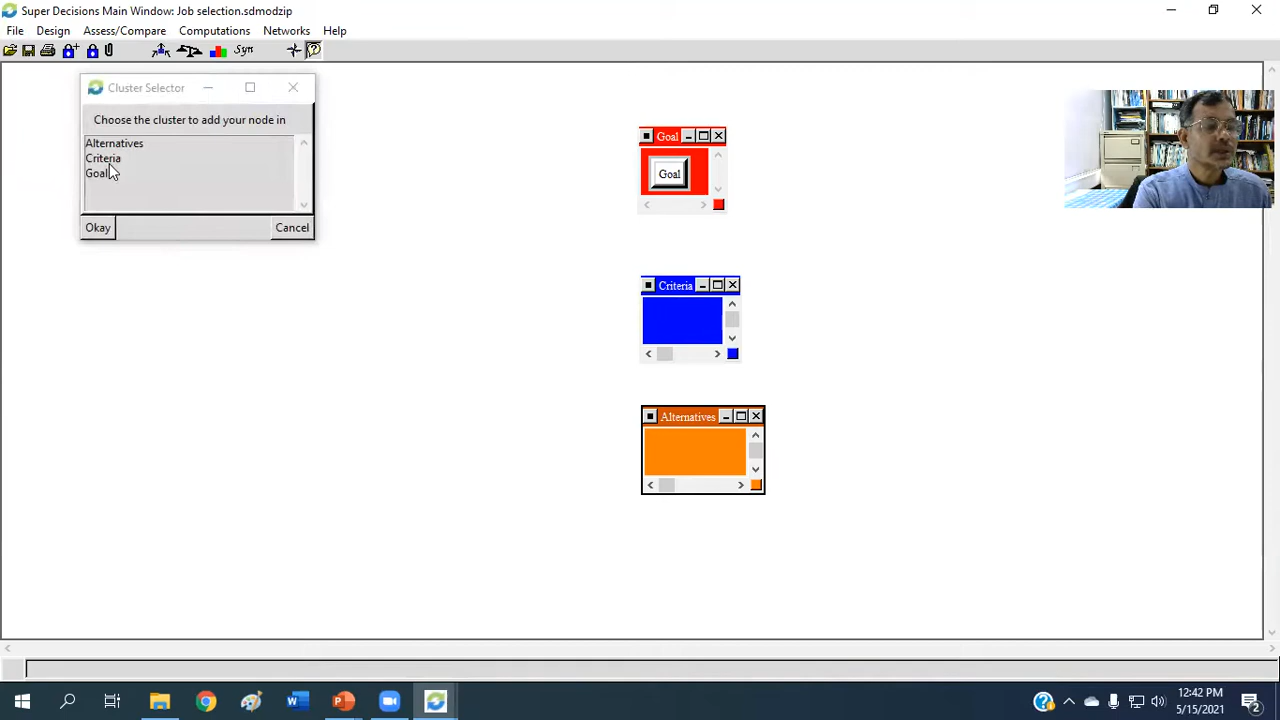 Super Decisions Main Window: Job selection.sdmodzip
File Design Assess/Compare Computations Networks Help
Syn
Cluster Selector
Choose the cluster to add your node in
Alternatives
Criteria
Goal
Okay Cancel
Goal
Goal
Criteria
Alternatives
12:42 PM
5/15/2021
2